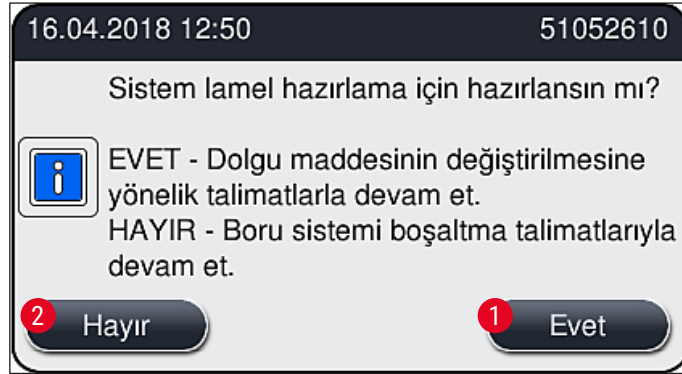 16.04.2018 12:50 51052610
Sistem lamel hazırlama için hazırlansın mı?
EVET - Dolgu maddesinin değiştirilmesine
yönelik talimatlarla devam et.
HAYIR - Boru sistemi boşaltma talimatlarıyla
devam et.
2 Hayır 1 Evet